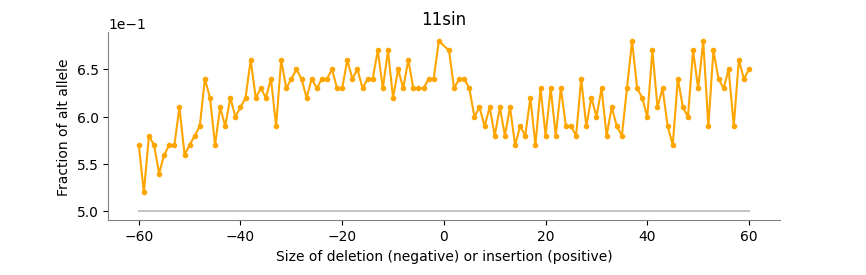 11sin
1e−1
Fraction of alt allele
6.5
6.0
5.5
5.0
−60 −40 −20 0 20 40 60
Size of deletion (negative) or insertion (positive)